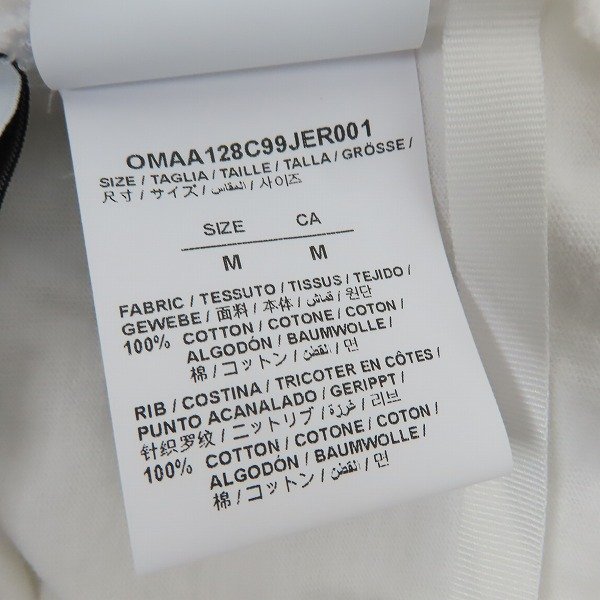 OMAA128C99JER001
SIZE / TAGLIA / TAILLE / TALLA / GRÖSSE /
尺寸 / サイズ / المقاس / 사이즈
SIZE CA
M M
FABRIC / TESSUTO / TISSUS / TEJIDO /
GEWEBE / 面料 / 本体 / قماش / 원단
100% COTTON / COTONE / COTON /
ALGODÓN / BAUMWOLLE /
棉 / コットン / القطن / 면
RIB / COSTINA / TRICOTER EN CÔTES /
PUNTO ACANALADO / GERIPPT /
针织罗纹 / ニットリブ / خرزة / 리브
100% COTTON / COTONE / COTON /
ALGODÓN / BAUMWOLLE /
棉 / コットン / القطن / 면